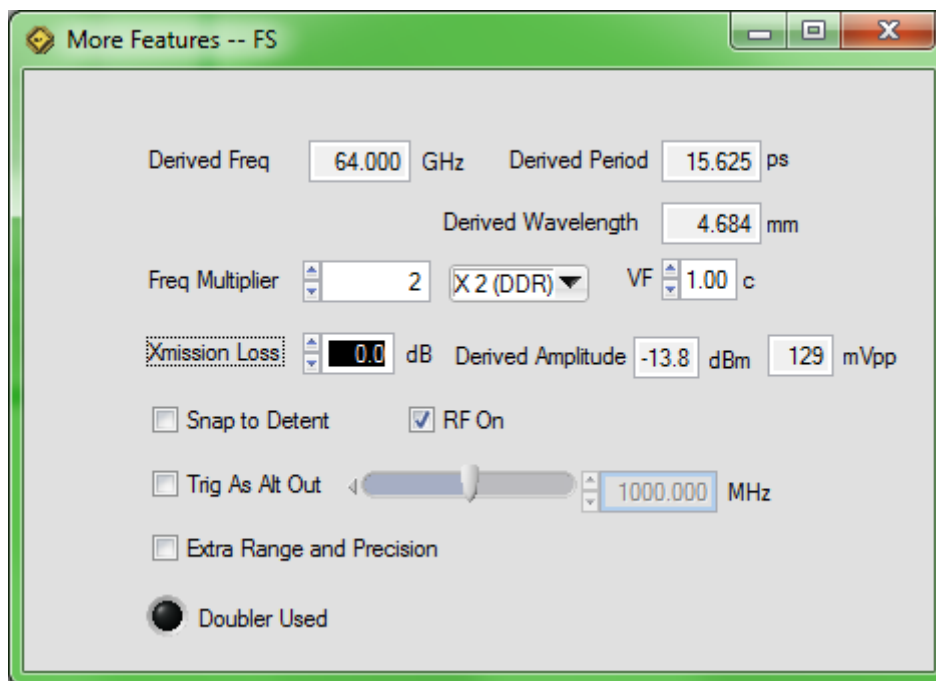 More Features -- FS
Derived Freq 64.000 GHz Derived Period 15.625 ps
Derived Wavelength 4.684 mm
Freq Multiplier 2 X 2 (DDR) VF 1.00 c
Xmission Loss 0.0 dB Derived Amplitude -13.8 dBm 129 mVpp
Snap to Detent RF On
Trig As Alt Out 1000.000 MHz
Extra Range and Precision
Doubler Used